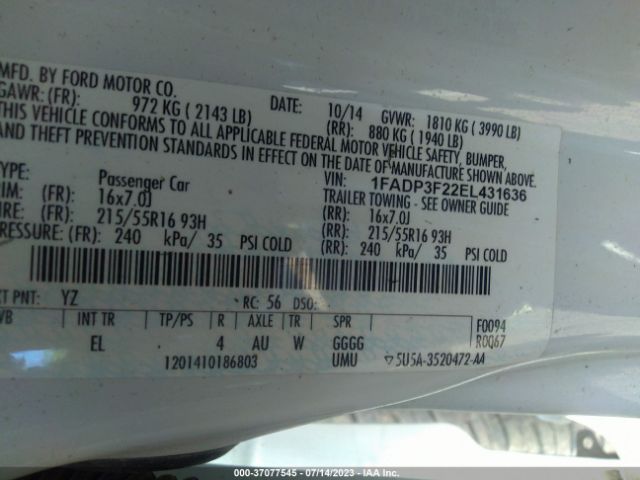 MFD. BY FORD MOTOR CO.
GAWR: (FR): 972 KG ( 2143 LB) DATE: 10/14 GVWR: 1810 KG ( 3990 LB)
(RR): 880 KG ( 1940 LB)
THIS VEHICLE CONFORMS TO ALL APPLICABLE FEDERAL MOTOR VEHICLE SAFETY, BUMPER,
AND THEFT PREVENTION STANDARDS IN EFFECT ON THE DATE OF MANUFACTURE SHOWN ABOVE.
VIN: 1FADP3F22EL431636
TYPE: Passenger Car TRAILER TOWING - SEE OWNER GUIDE
RIM: (FR): 16x7.0J (RR): 16x7.0J
TIRE: (FR): 215/55R16 93H (RR): 215/55R16 93H
PRESSURE: (FR): 240 kPa/ 35 PSI COLD (RR): 240 kPa/ 35 PSI COLD
EXT PNT: YZ RC: 56 DSO:
WB INT TR TP/PS R AXLE TR SPR F0094
EL 4 AU W GGGG R0067
1201410186803 UMU ▽5U5A-3520472-AA
000-37077545 - 07/14/2023 - IAA Inc.